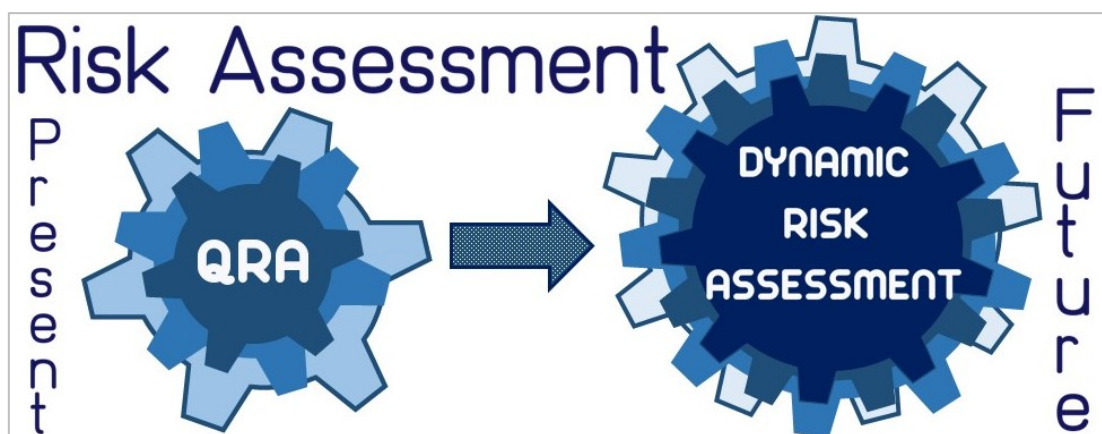 Risk Assessment
Present
QRA
DYNAMIC
RISK
ASSESSMENT
Future